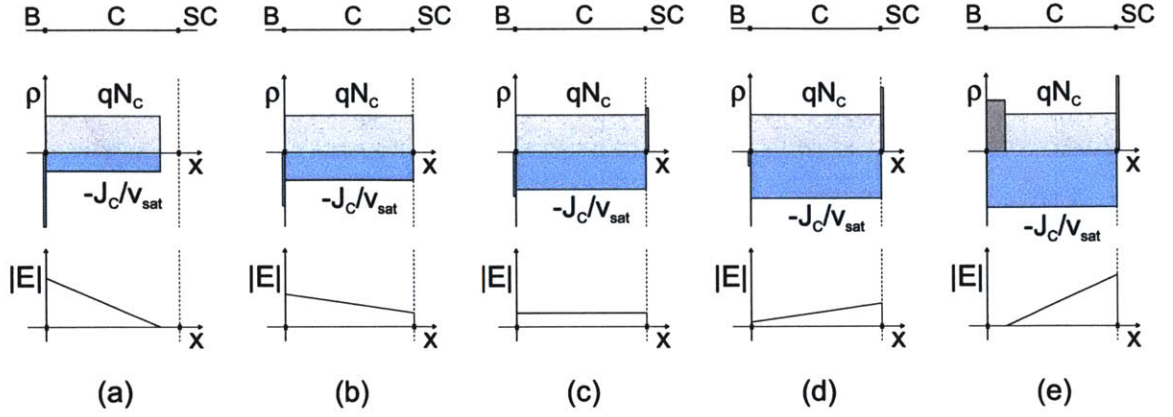 B C SC B C SC B C SC B C SC B C SC
ρ qN_C ρ qN_C ρ qN_C ρ qN_C ρ qN_C
x x x x x
-J_C/v_sat -J_C/v_sat -J_C/v_sat -J_C/v_sat -J_C/v_sat
|E| |E| |E| |E| |E|
x x x x x
(a) (b) (c) (d) (e)